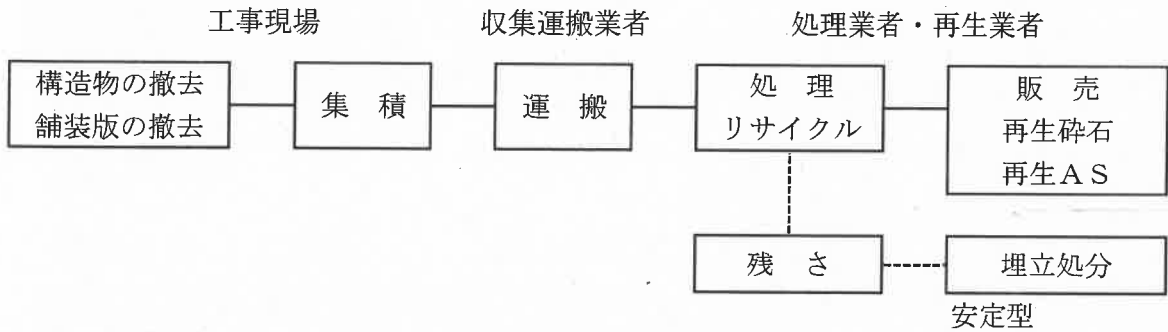 工事現場
収集運搬業者
処理業者・再生業者
構造物の撤去
舗装版の撤去
集 積
運 搬
処 理
リサイクル
販 売
再生砕石
再生AS
残 さ
埋立処分
安定型